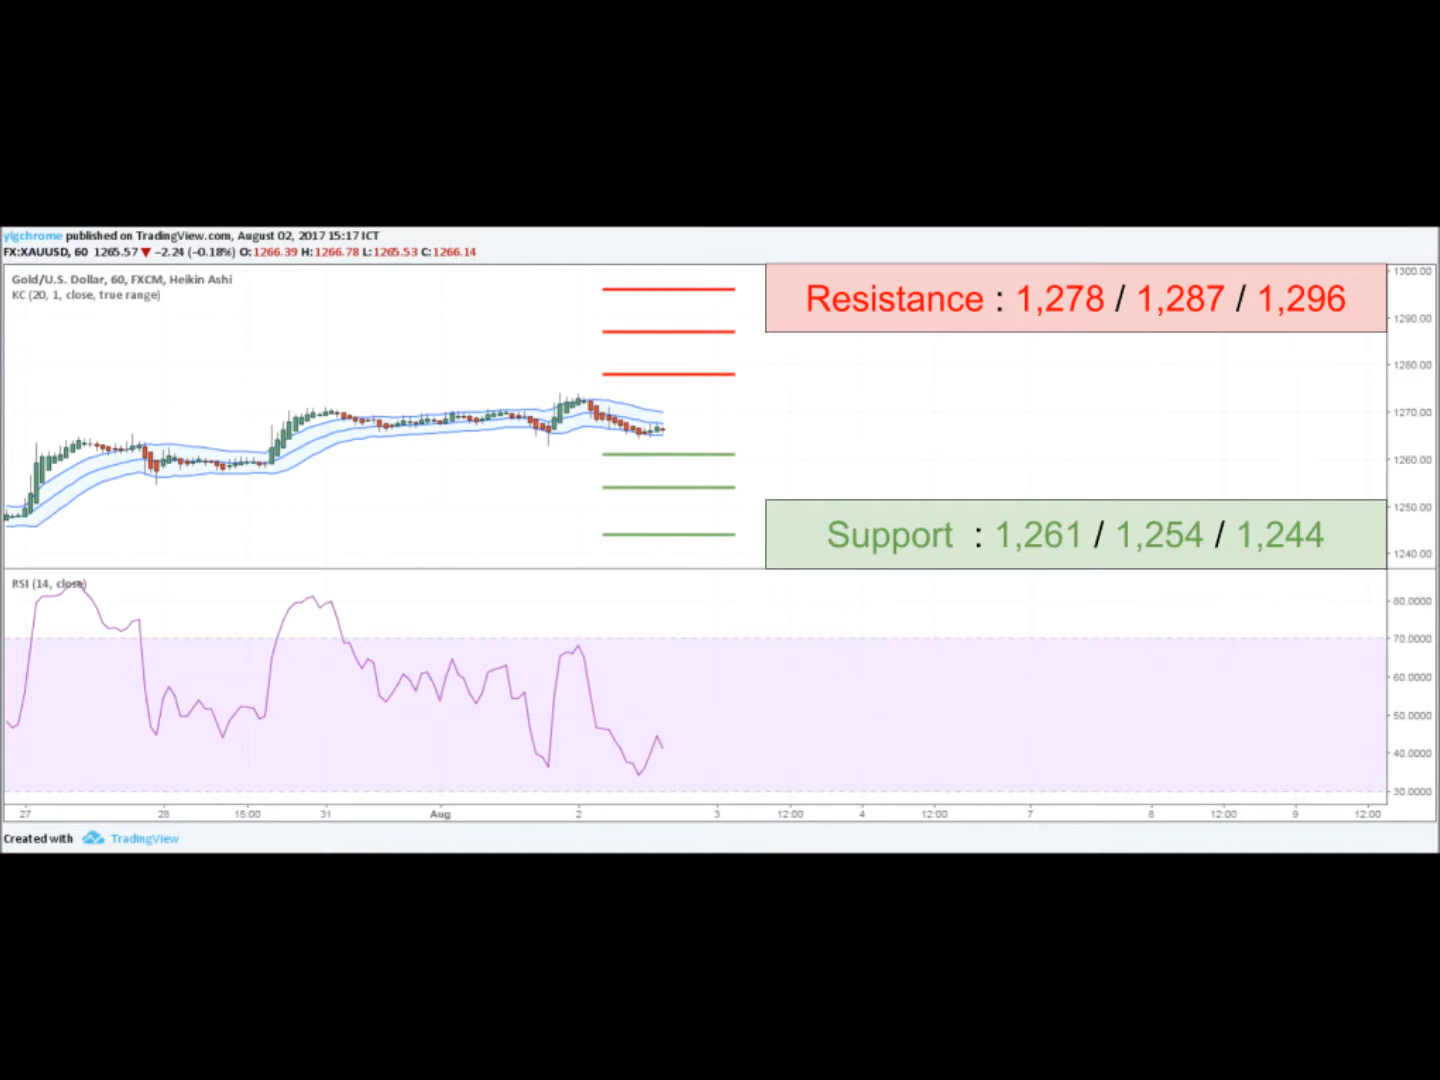 yigchrome published on TradingView.com, August 02, 2017 15:17 ICT
FX:XAUUSD, 60 1265.57 ▼ −2.24 (−0.18%) O:1266.39 H:1266.78 L:1265.53 C:1266.14
Gold/U.S. Dollar, 60, FXCM, Heikin Ashi
KC (20, 1, close, true range)
Resistance : 1,278 / 1,287 / 1,296
1300.00
1290.00
1280.00
1270.00
1260.00
1250.00
1240.00
Support : 1,261 / 1,254 / 1,244
RSI (14, close)
80.0000
70.0000
60.0000
50.0000
40.0000
30.0000
27 28 15:00 31 Aug 2 3 12:00 4 12:00 7 8 12:00 9 12:00
Created with TradingView